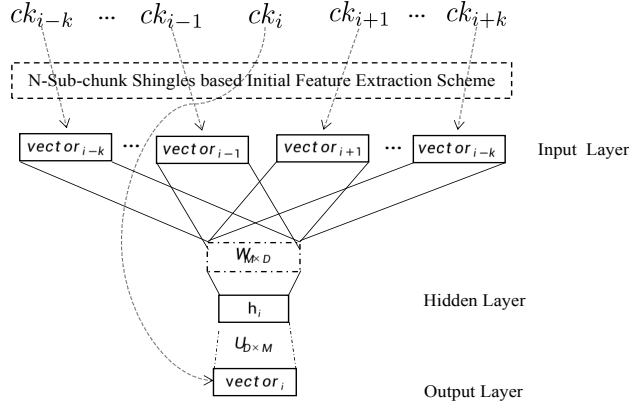 ck_{i-k} ... ck_{i-1} ck_i ck_{i+1} ... ck_{i+k}
N-Sub-chunk Shingles based Initial Feature Extraction Scheme
vector_{i-k} ... vector_{i-1} vector_{i+1} ... vector_{i-k} Input Layer
W_{M×D}
h_i Hidden Layer
U_{D×M}
vector_i Output Layer